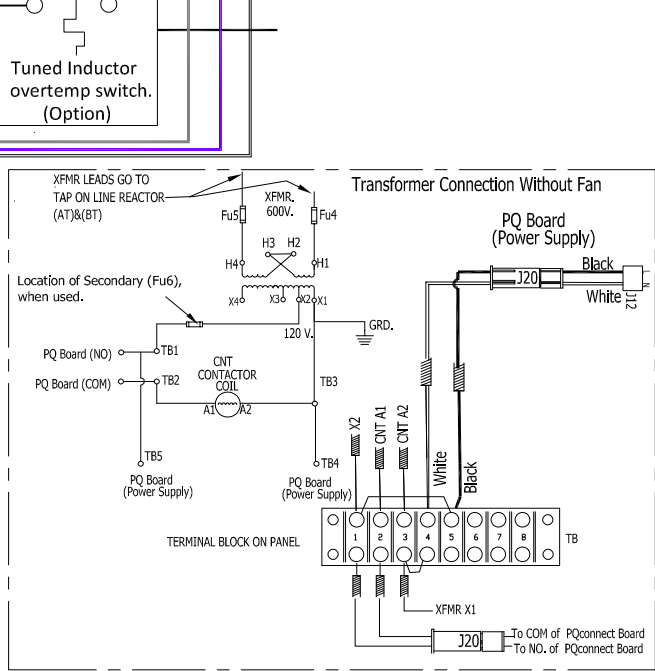 Tuned Inductor
overtemp switch.
(Option)
XFMR LEADS GO TO
TAP ON LINE REACTOR
(AT)&(BT)
Transformer Connection Without Fan
XFMR.
600V.
Fu5
Fu4
H3 H2
H4
H1
PQ Board
(Power Supply)
J20
Black
White
J12
Location of Secondary (Fu6),
when used.
X4
X3
X2
X1
120 V.
GRD.
PQ Board (NO)
TB1
PQ Board (COM)
TB2
CNT
CONTACTOR
COIL
A1
A2
TB3
TB5
PQ Board
(Power Supply)
TB4
PQ Board
(Power Supply)
X2
CNT A1
CNT A2
White
Black
TERMINAL BLOCK ON PANEL
1 2 3 4 5 6 7 8
TB
XFMR X1
J20
To COM of PQconnect Board
To NO. of PQconnect Board